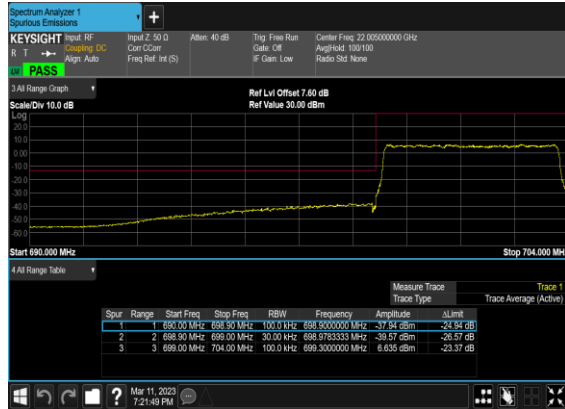 Spectrum Analyzer 1
Spurious Emissions
+
KEYSIGHT Input: RF Input Z: 50 Ω Atten: 40 dB Trig: Free Run Center Freq: 22.005000000 GHz
R T Coupling: DC Corr CCorr Gate: Off Avg|Hold: 100/100
Align: Auto Freq Ref: Int (S) IF Gain: Low Radio Std: None
PASS
3 All Range Graph
Ref Lvl Offset 7.60 dB
Scale/Div 10.0 dB Ref Value 30.00 dBm
Log
20.0
10.0
0.00
-10.0
-20.0
-30.0
-40.0
-50.0
-60.0
Start 690.000 MHz Stop 704.000 MH
4 All Range Table
Measure Trace Trace 1
Trace Type Trace Average (Active)
Spur Range Start Freq Stop Freq RBW Frequency Amplitude ΔLimit
1 1 690.00 MHz 698.90 MHz 100.0 kHz 698.9000000 MHz -37.94 dBm -24.94 dB
2 2 698.90 MHz 699.00 MHz 30.00 kHz 698.9783333 MHz -39.57 dBm -26.57 dB
3 3 699.00 MHz 704.00 MHz 100.0 kHz 699.3000000 MHz 6.635 dBm -23.37 dB
? Mar 11, 2023
7:21:49 PM